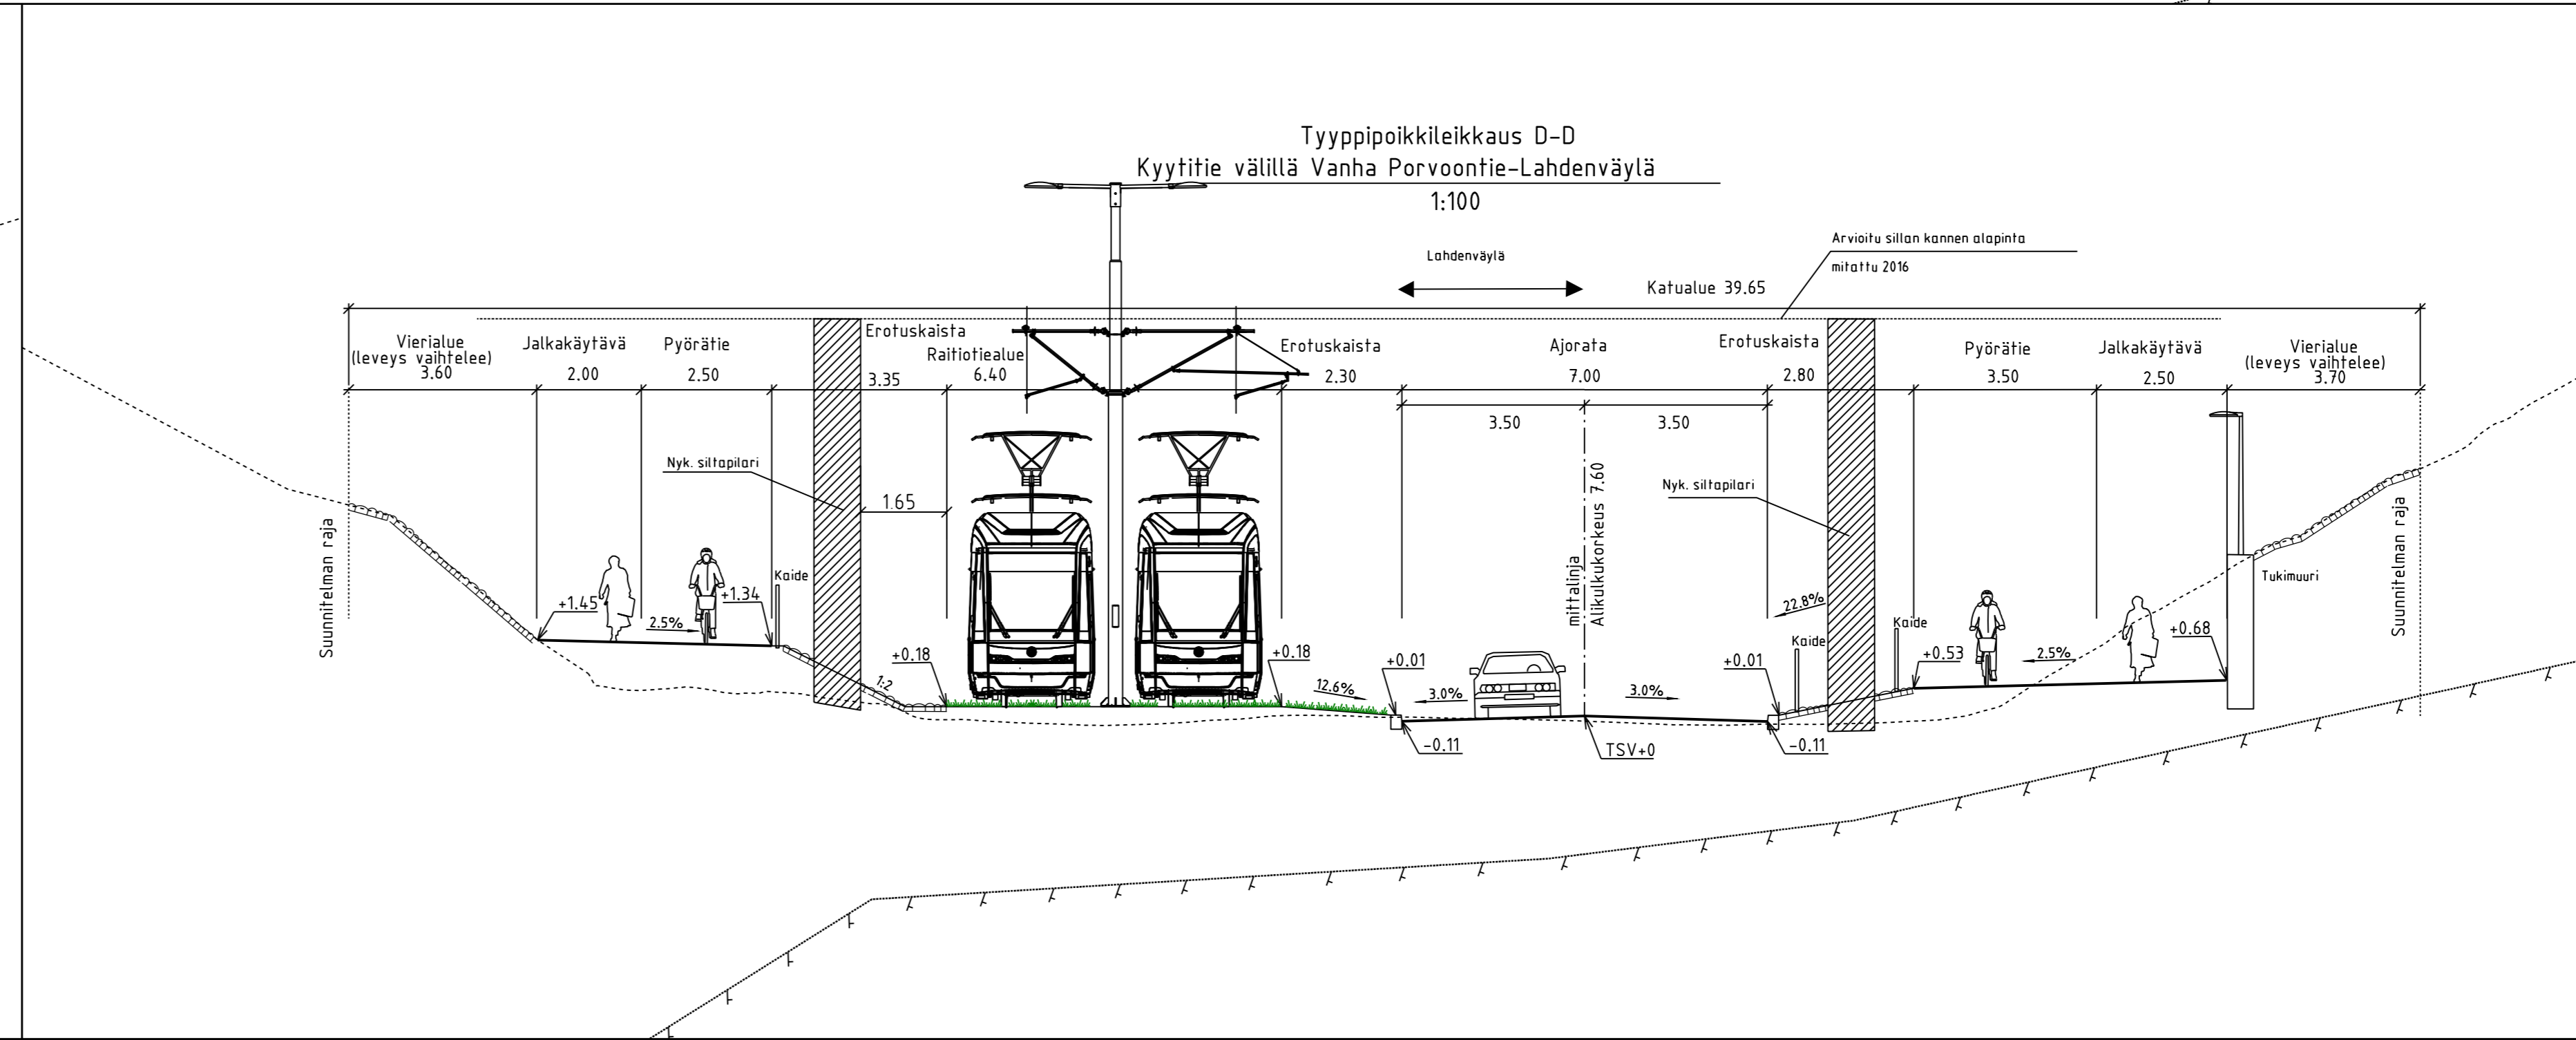 Tyyppipoikkileikkaus D-D
Kyytitie välillä Vanha Porvoontie-Lahdenväylä
1:100
Arvioitu sillan kannen alapinta
mitattu 2016
Lahdenväylä
Katualue 39.65
Vierialue
(leveys vaihtelee)
3.60
Jalkakäytävä
2.00
Pyörätie
2.50
Erotuskaista
3.35
Raitiotiealue
6.40
Erotuskaista
2.30
Ajorata
7.00
Erotuskaista
2.80
Pyörätie
3.50
Jalkakäytävä
2.50
Vierialue
(leveys vaihtelee)
3.70
3.50
3.50
Nyk. siltapilari
1.65
Nyk. siltapilari
mittalinja
Alikulkukorkeus 7.60
Suunnitelman raja
Suunnitelman raja
Kaide
+1.45
2.5%
+1.34
1:2
+0.18
+0.18
12.6%
+0.01
3.0%
3.0%
-0.11
TSV+0
+0.01
-0.11
22.8%
Kaide
Kaide
+0.53
2.5%
+0.68
Tukimuuri